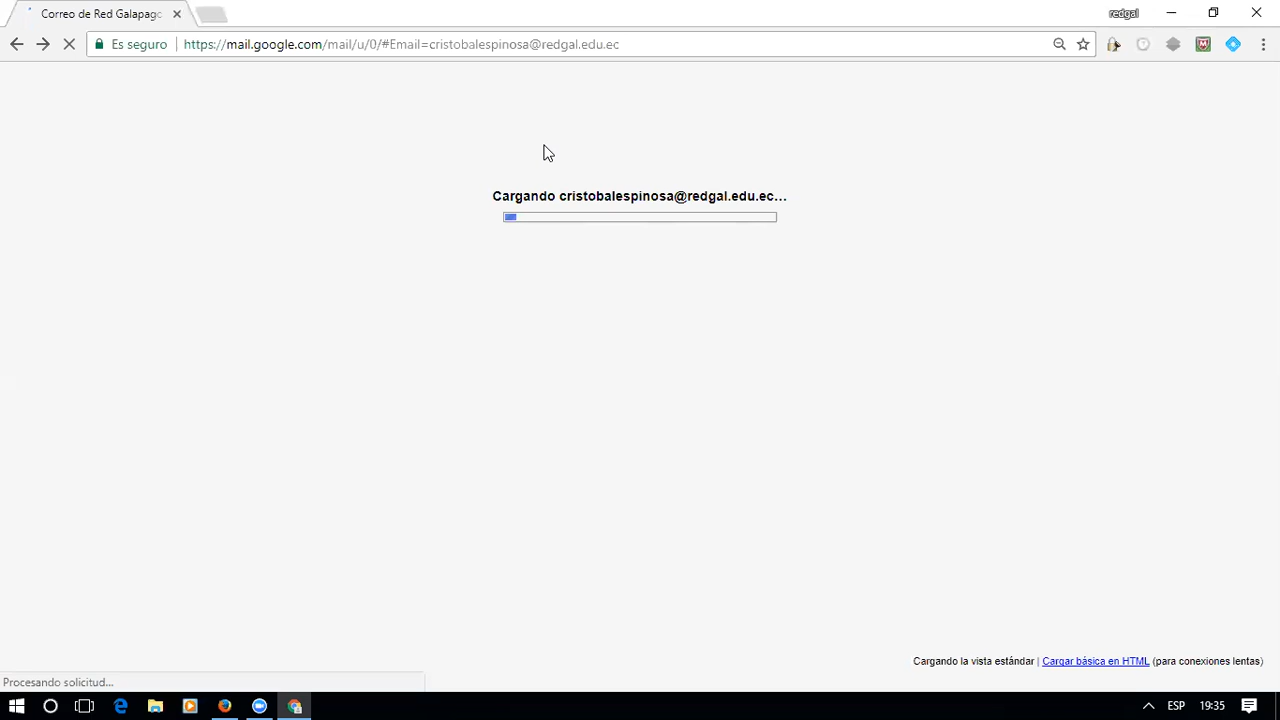 Correo de Red Galapago
redgal
Es seguro
https://mail.google.com/mail/u/0/#Email=cristobalespinosa@redgal.edu.ec
Cargando cristobalespinosa@redgal.edu.ec...
Cargando la vista estándar | Cargar básica en HTML (para conexiones lentas)
Procesando solicitud...
ESP
19:35